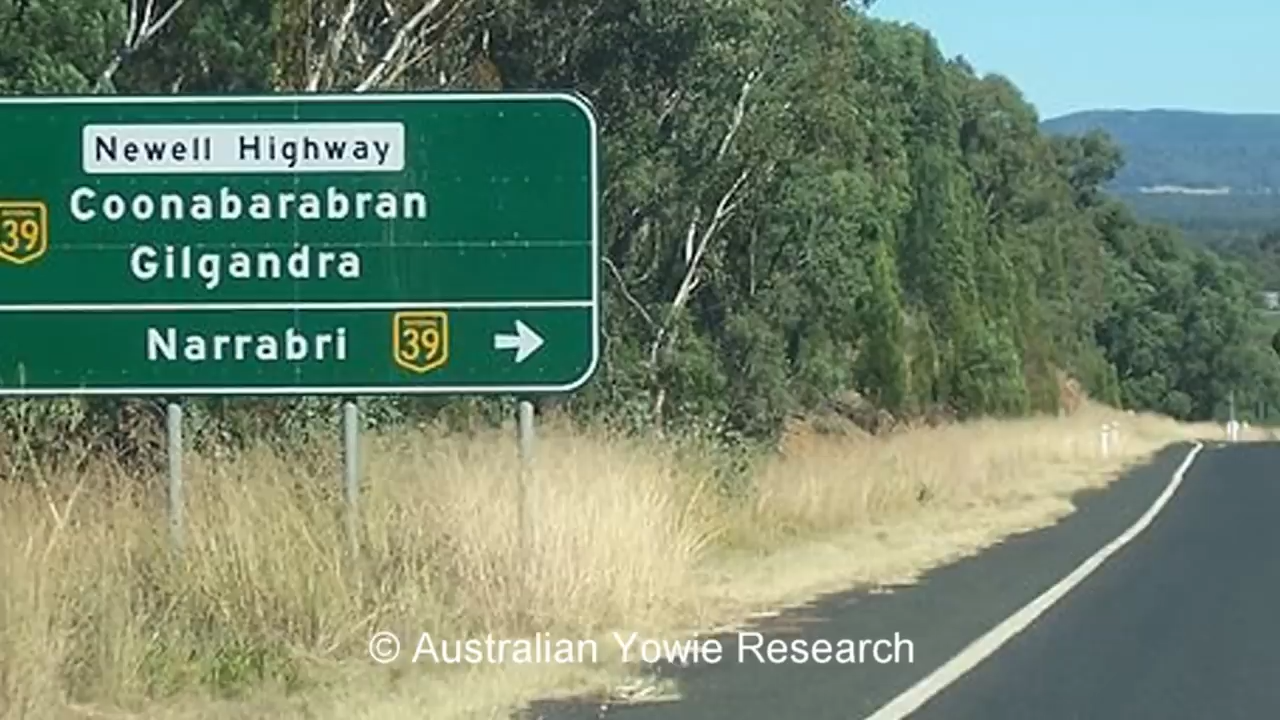 Newell Highway
Coonabarabran
39
Gilgandra
Narrabri 39
© Australian Yowie Research